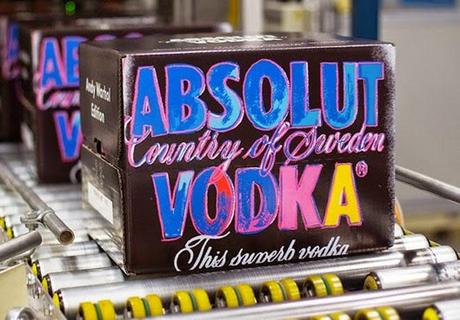 Andy Warhol
Edition
ABSOLUT
Country of Sweden
VODKA®
This superb vodka